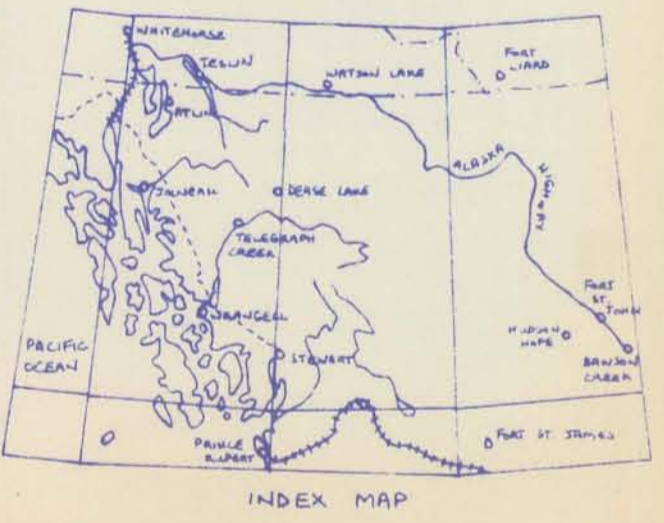 WHITEHORSE
TESLIN
WATSON LAKE
FORT
LIARD
ATLIN
ALASKA
HIGHWAY
JUNEAU
DEASE LAKE
TELEGRAPH
CREEK
WRANGELL
FORT
ST.
JOHN
HUDSON
HOPE
DAWSON
CREEK
PACIFIC
OCEAN
STEWART
PRINCE
RUPERT
FORT ST. JAMES
INDEX MAP